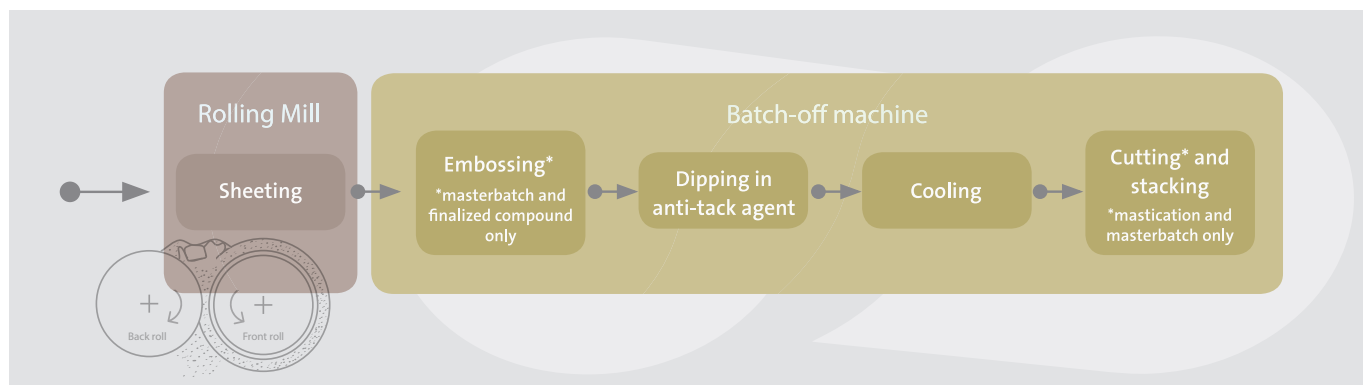 Rolling Mill
Sheeting
Back roll
Front roll
Batch-off machine
Embossing*
*masterbatch and
finalized compound
only
Dipping in
anti-tack agent
Cooling
Cutting* and
stacking
*mastication and
masterbatch only